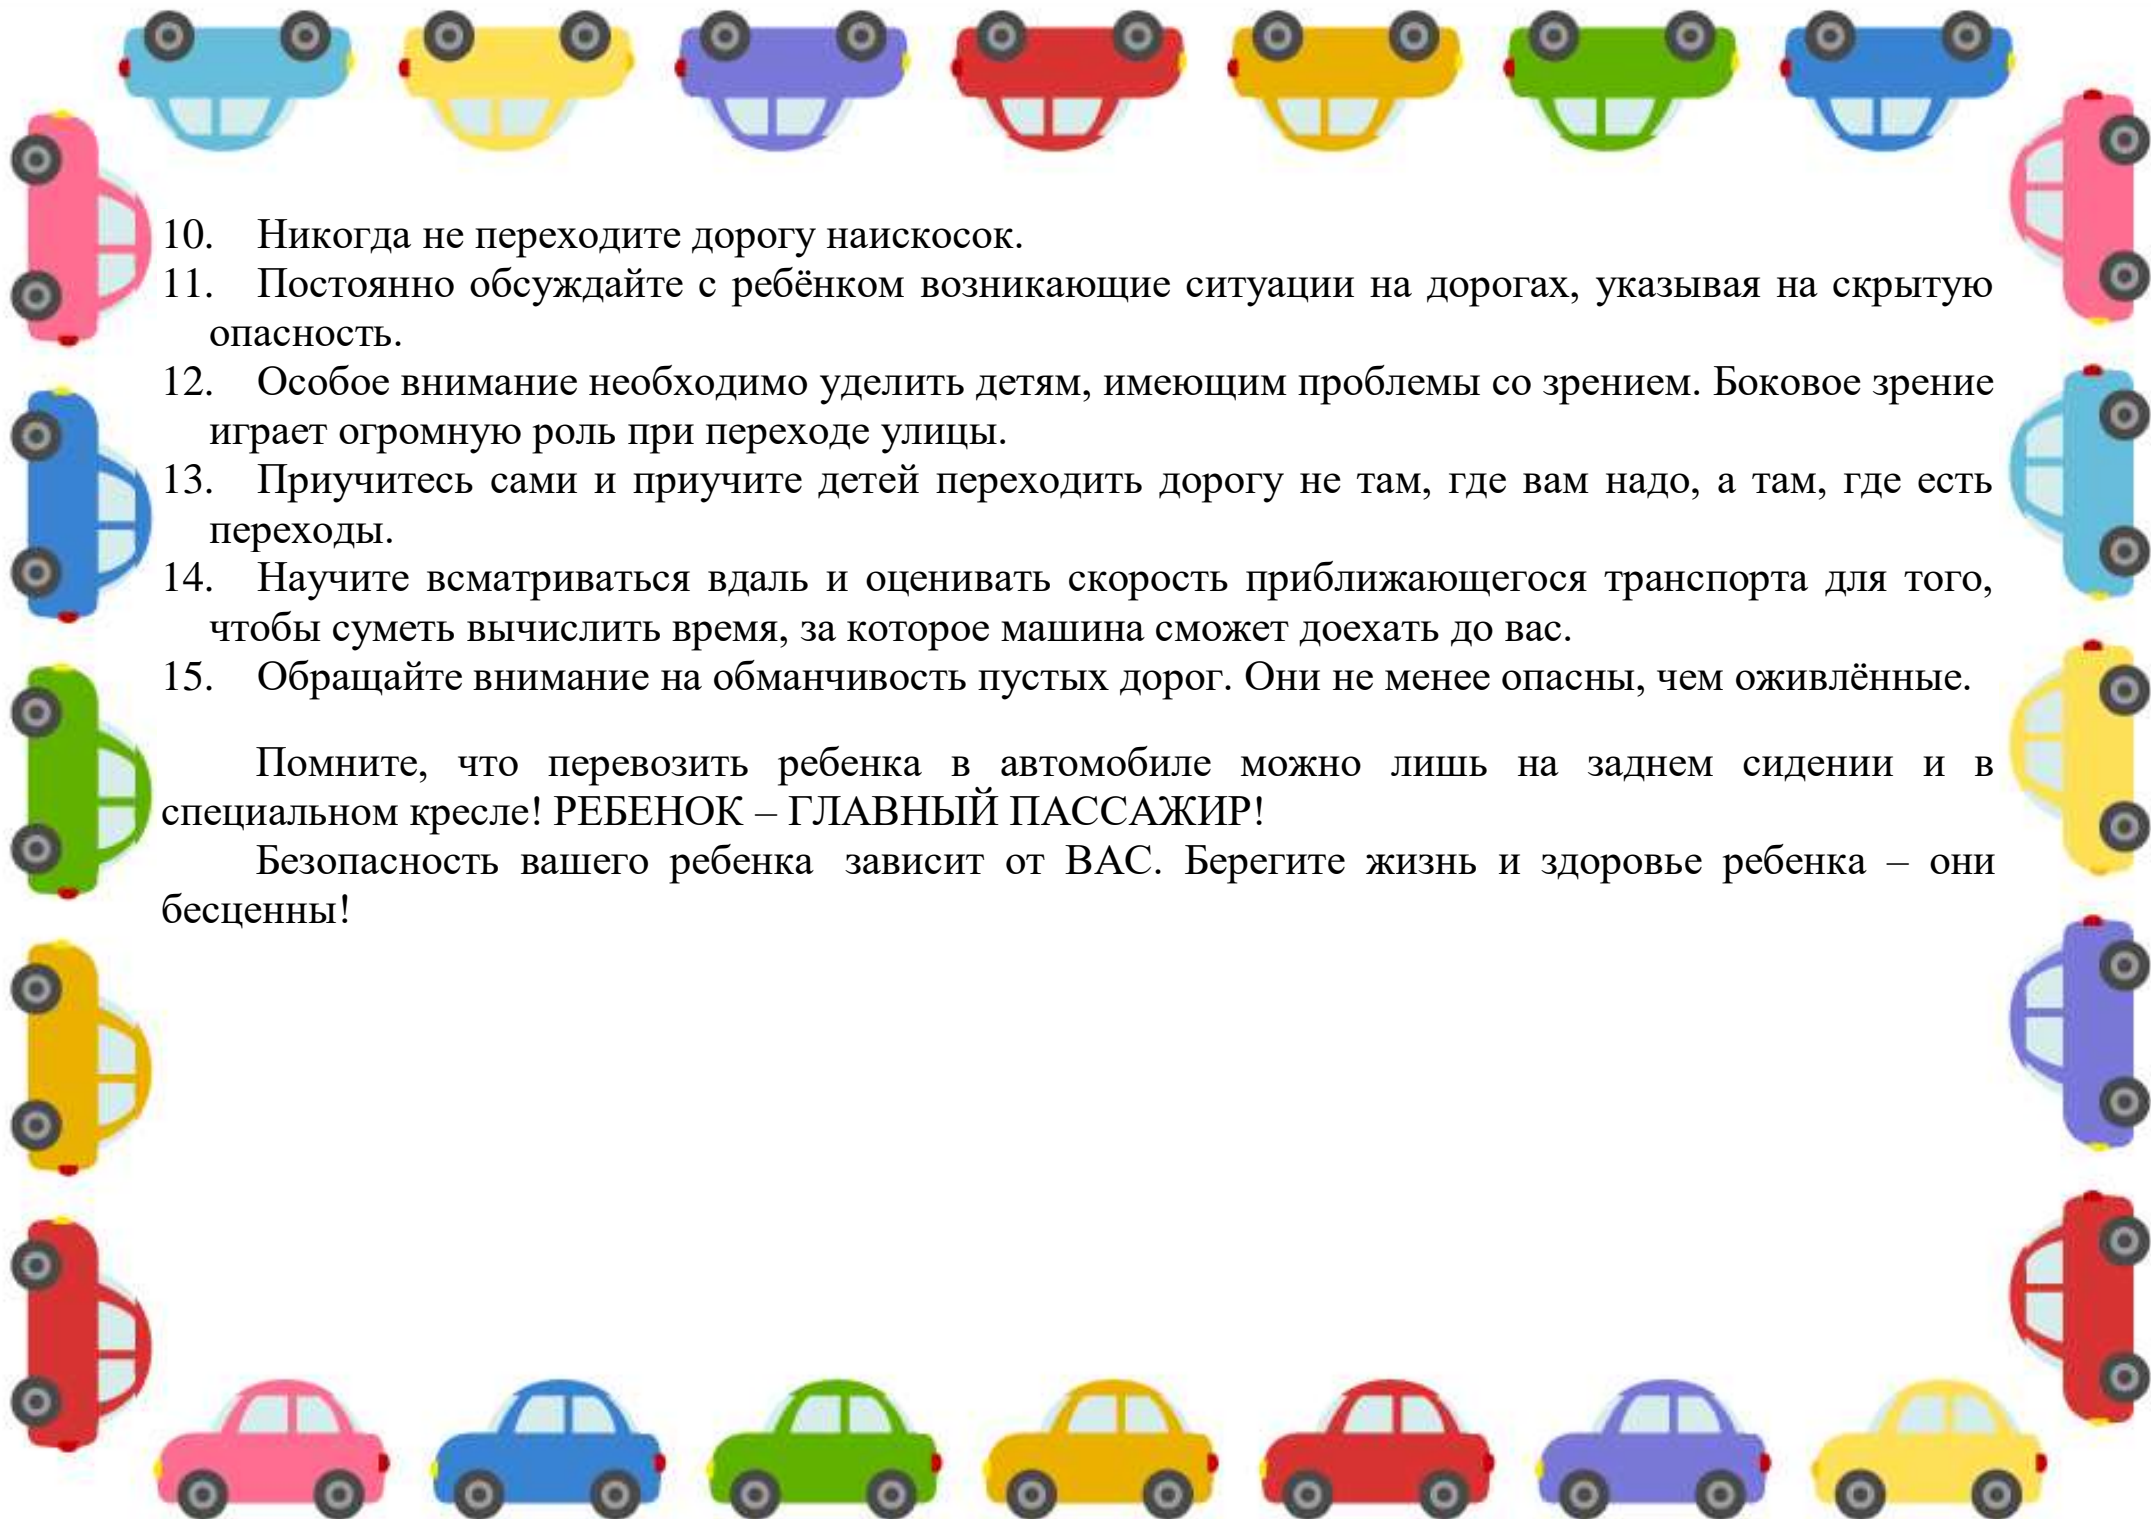 10. Никогда не переходите дорогу наискосок.
11. Постоянно обсуждайте с ребёнком возникающие ситуации на дорогах, указывая на скрытую
опасность.
12. Особое внимание необходимо уделить детям, имеющим проблемы со зрением. Боковое зрение
играет огромную роль при переходе улицы.
13. Приучитесь сами и приучите детей переходить дорогу не там, где вам надо, а там, где есть
переходы.
14. Научите всматриваться вдаль и оценивать скорость приближающегося транспорта для того,
чтобы суметь вычислить время, за которое машина сможет доехать до вас.
15. Обращайте внимание на обманчивость пустых дорог. Они не менее опасны, чем оживлённые.
Помните, что перевозить ребенка в автомобиле можно лишь на заднем сидении и в
специальном кресле! РЕБЕНОК – ГЛАВНЫЙ ПАССАЖИР!
Безопасность вашего ребенка зависит от ВАС. Берегите жизнь и здоровье ребенка – они
бесценны!